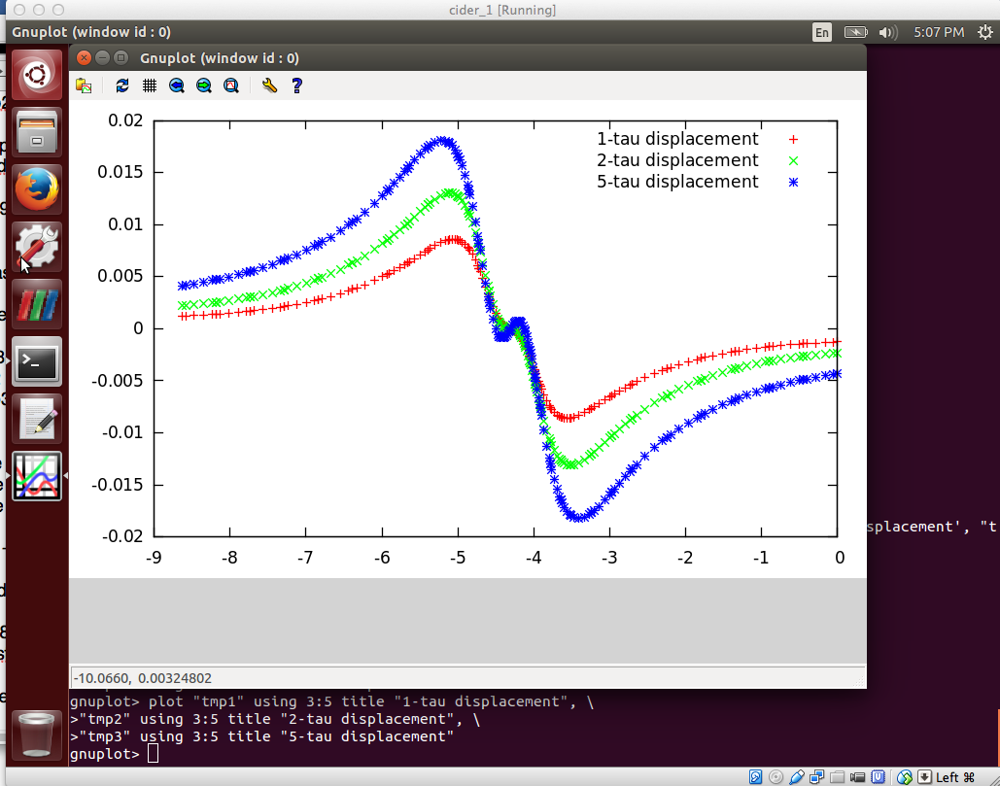 cider_1 [Running]
Gnuplot (window id : 0)
En
5:07 PM
Gnuplot (window id : 0)
0.02
0.015
0.01
0.005
0
-0.005
-0.01
-0.015
-0.02
1-tau displacement
2-tau displacement
5-tau displacement
-9 -8 -7 -6 -5 -4 -3 -2 -1 0
splacement', "t
-10.0660, 0.00324802
gnuplot> plot "tmp1" using 3:5 title "1-tau displacement", \
>"tmp2" using 3:5 title "2-tau displacement", \
>"tmp3" using 3:5 title "5-tau displacement"
gnuplot>
Left ⌘